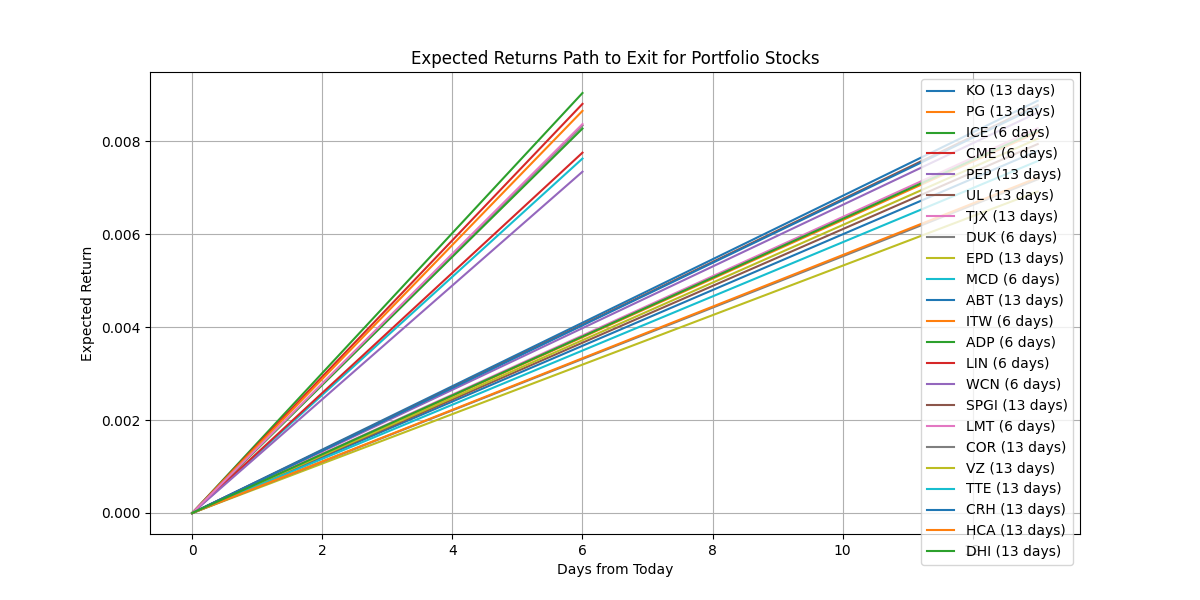 Expected Returns Path to Exit for Portfolio Stocks
Expected Return
0.008
0.006
0.004
0.002
0.000
0
2
4
6
8
10
Days from Today
KO (13 days)
PG (13 days)
ICE (6 days)
CME (6 days)
PEP (13 days)
UL (13 days)
TJX (13 days)
DUK (6 days)
EPD (13 days)
MCD (6 days)
ABT (13 days)
ITW (6 days)
ADP (6 days)
LIN (6 days)
WCN (6 days)
SPGI (13 days)
LMT (6 days)
COR (13 days)
VZ (13 days)
TTE (13 days)
CRH (13 days)
HCA (13 days)
DHI (13 days)